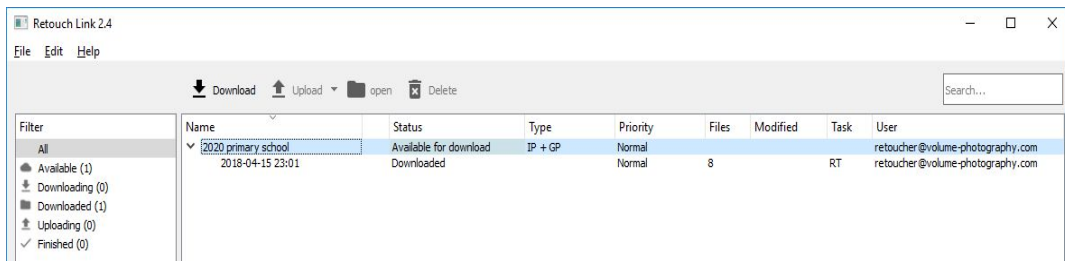 Retouch Link 2.4
File Edit Help
Download Upload open Delete Search...
Filter Name Status Type Priority Files Modified Task User
All 2020 primary school Available for download IP + GP Normal retoucher@volume-photography.com
Available (1) 2018-04-15 23:01 Downloaded Normal 8 RT retoucher@volume-photography.com
Downloading (0)
Downloaded (1)
Uploading (0)
Finished (0)